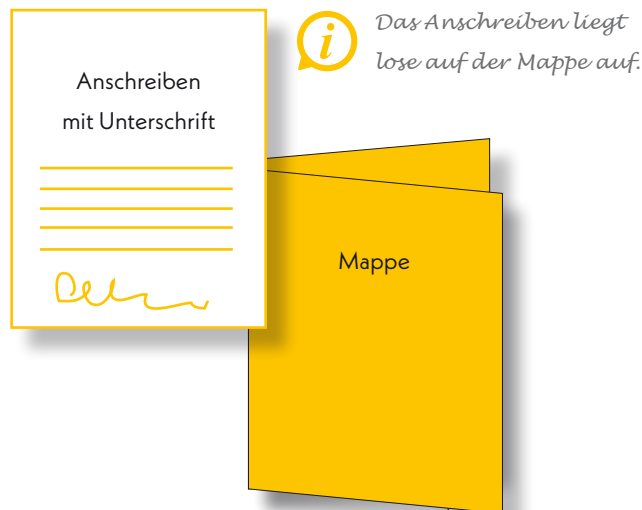 Das Anschreiben liegt
lose auf der Mappe auf.
Anschreiben
mit Unterschrift
Mappe